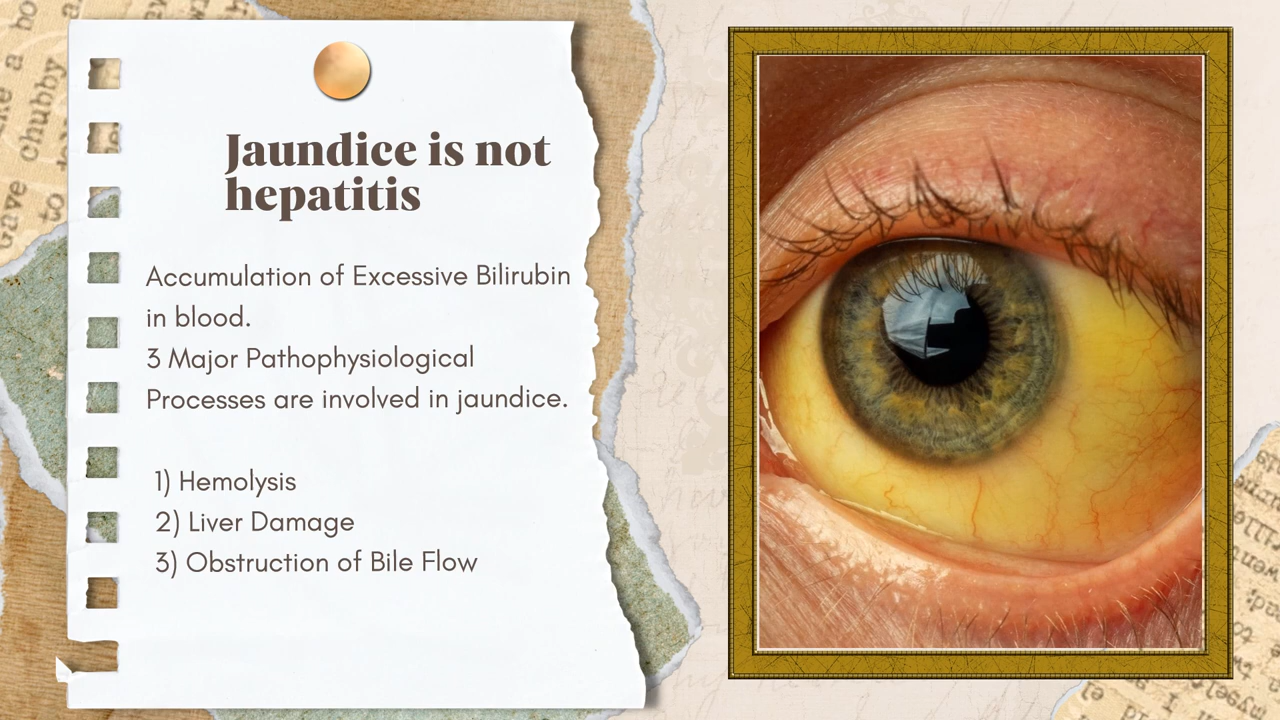 Jaundice is not
hepatitis
Accumulation of Excessive Bilirubin
in blood.
3 Major Pathophysiological
Processes are involved in jaundice.
1) Hemolysis
2) Liver Damage
3) Obstruction of Bile Flow